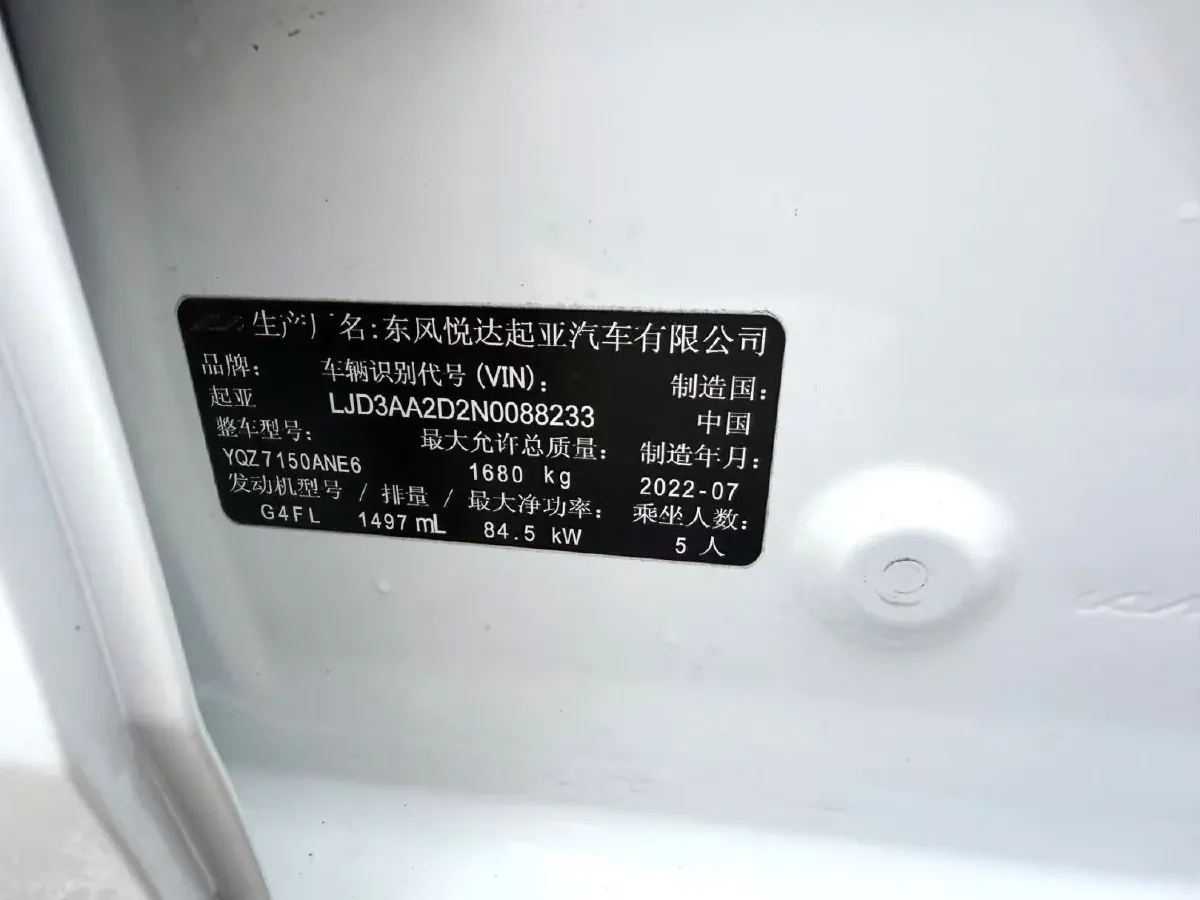 生产厂名:东风悦达起亚汽车有限公司
品牌: 车辆识别代号(VIN): 制造国:
起亚 LJD3AA2D2N0088233 中国
整车型号: 最大允许总质量: 制造年月:
YQZ7150ANE6 1680 kg 2022-07
发动机型号 / 排量 / 最大净功率: 乘坐人数:
G4FL 1497 mL 84.5 kW 5 人